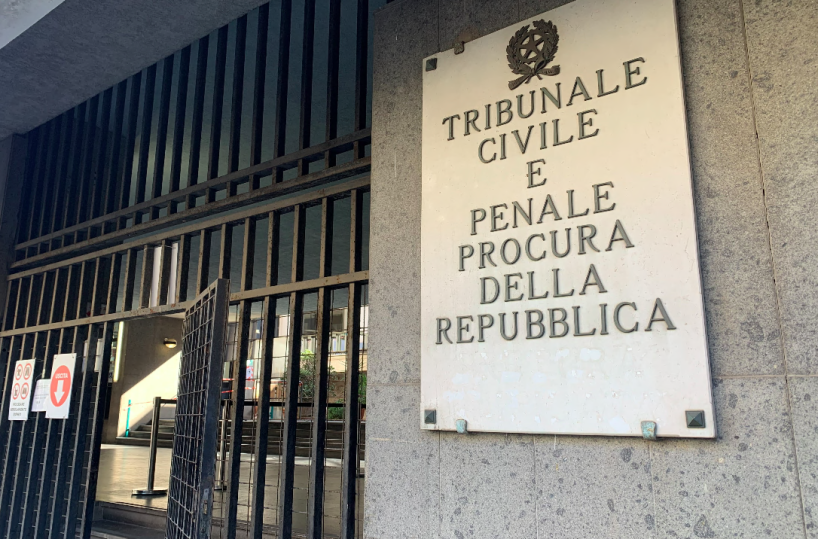 TRIBUNALE
CIVILE
E
PENALE
PROCURA
DELLA
REPUBBLICA